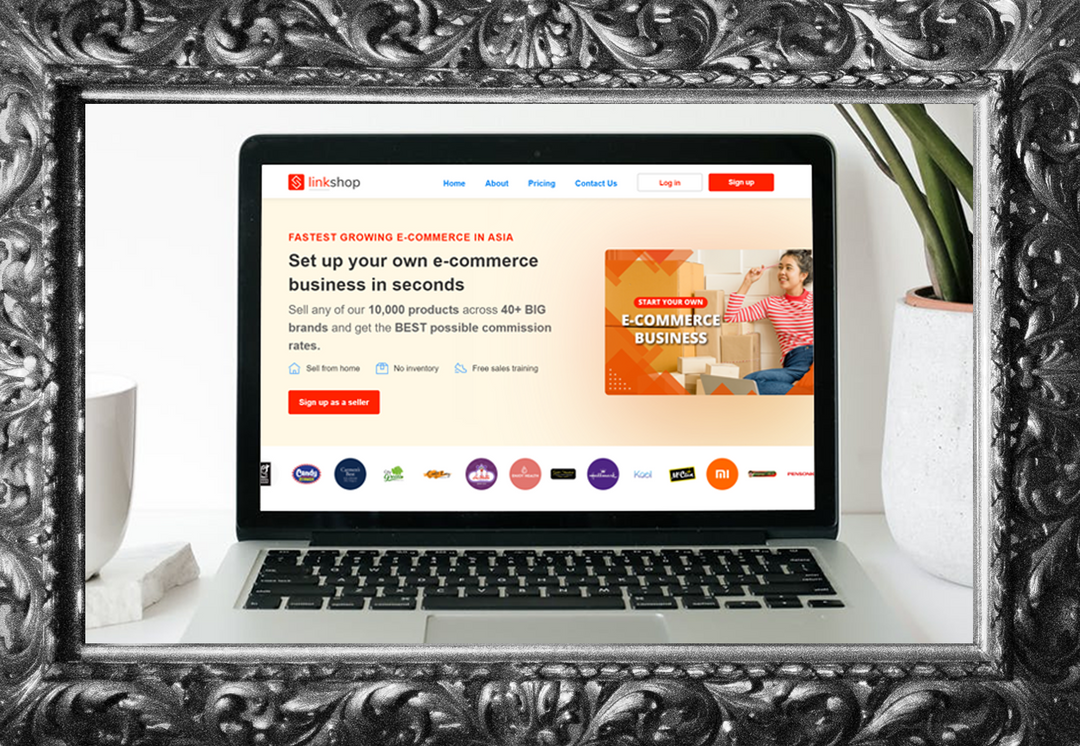 linkshop
Home About Pricing Contact Us Log in Sign up
FASTEST GROWING E-COMMERCE IN ASIA
Set up your own e-commerce
business in seconds
Sell any of our 10,000 products across 40+ BIG
brands and get the BEST possible commission
rates.
Sell from home No inventory Free sales training
Sign up as a seller
START YOUR OWN
E-COMMERCE
BUSINESS
Candy
Hallmark
Kool
McCain
MI